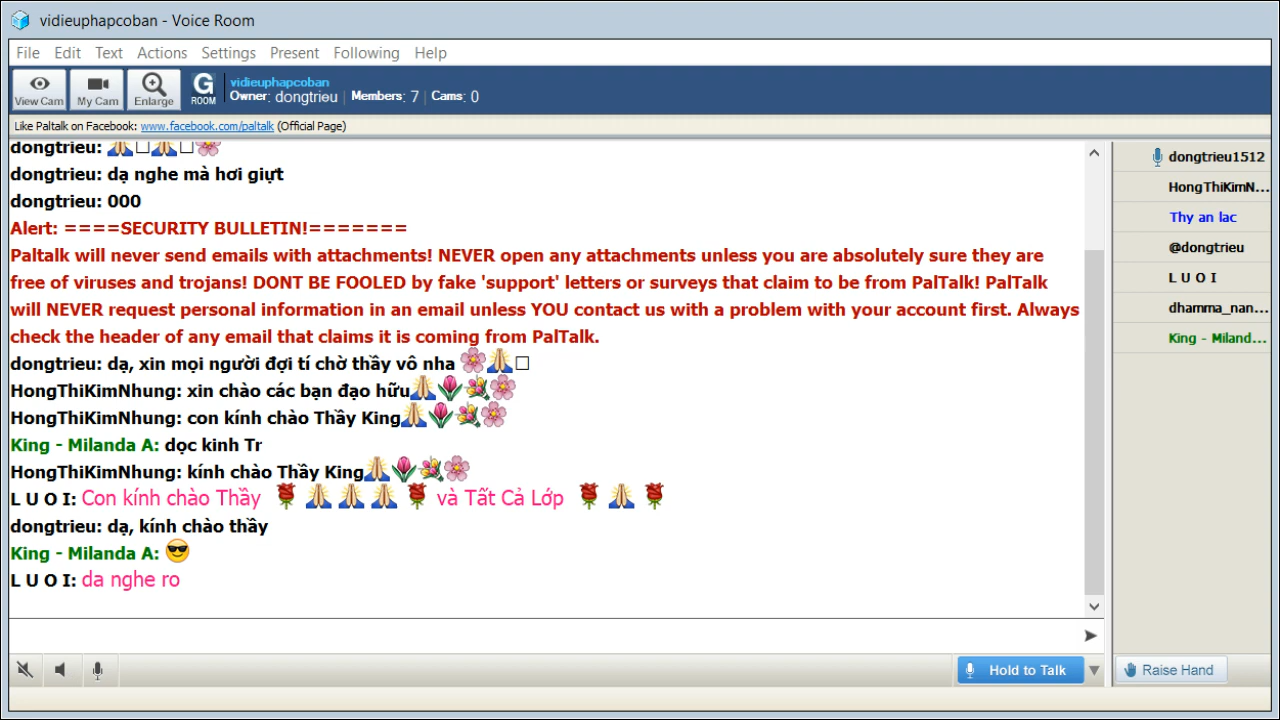 vidieuphapcoban - Voice Room
File Edit Text Actions Settings Present Following Help
View Cam My Cam Enlarge G ROOM
vidieuphapcoban
Owner: dongtrieu | Members: 7 | Cams: 0
Like Paltalk on Facebook: www.facebook.com/paltalk (Official Page)
dongtrieu: 🙏□🙏□🌸
dongtrieu: dạ nghe mà hơi giựt
dongtrieu: 000
Alert: ====SECURITY BULLETIN!=======
Paltalk will never send emails with attachments! NEVER open any attachments unless you are absolutely sure they are
free of viruses and trojans! DONT BE FOOLED by fake 'support' letters or surveys that claim to be from PalTalk! PalTalk
will NEVER request personal information in an email unless YOU contact us with a problem with your account first. Always
check the header of any email that claims it is coming from PalTalk.
dongtrieu: dạ, xin mọi người đợi tí chờ thầy vô nha 🌸🙏□
HongThiKimNhung: xin chào các bạn đạo hữu🙏🌷💐🌸
HongThiKimNhung: con kính chào Thầy King🙏🌷💐🌸
King - Milanda A: dọc kinh Tr
HongThiKimNhung: kính chào Thầy King🙏🌷💐🌸
L U O I: Con kính chào Thầy 🌹🙏🙏🙏🌹 và Tất Cả Lớp 🌹🙏🌹
dongtrieu: dạ, kính chào thầy
King - Milanda A: 😎
L U O I: da nghe ro
dongtrieu1512
HongThiKimN...
Thy an lac
@dongtrieu
L U O I
dhamma_nan...
King - Miland...
Hold to Talk
Raise Hand